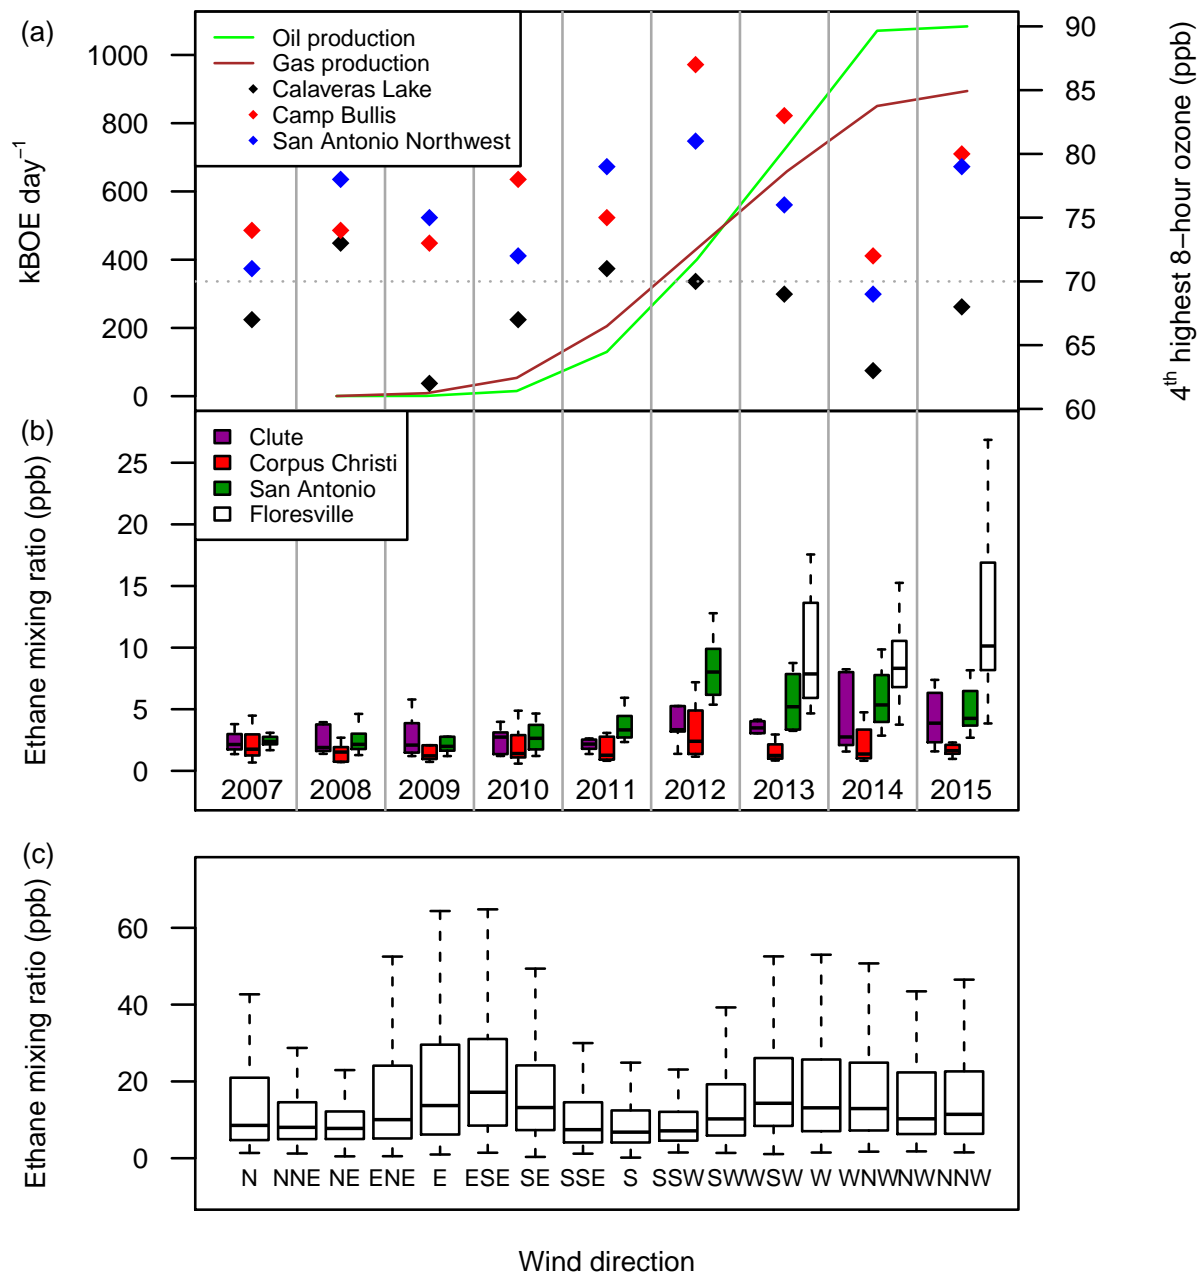 (a)
Oil production
Gas production
Calaveras Lake
Camp Bullis
San Antonio Northwest
kBOE day⁻¹
0
200
400
600
800
1000
4ᵗʰ highest 8−hour ozone (ppb)
60
65
70
75
80
85
90
(b)
Clute
Corpus Christi
San Antonio
Floresville
Ethane mixing ratio (ppb)
0
5
10
15
20
25
2007 2008 2009 2010 2011 2012 2013 2014 2015
(c)
Ethane mixing ratio (ppb)
0
20
40
60
N NNE NE ENE E ESE SE SSE S SSW SW WSW W WNW NW NNW
Wind direction